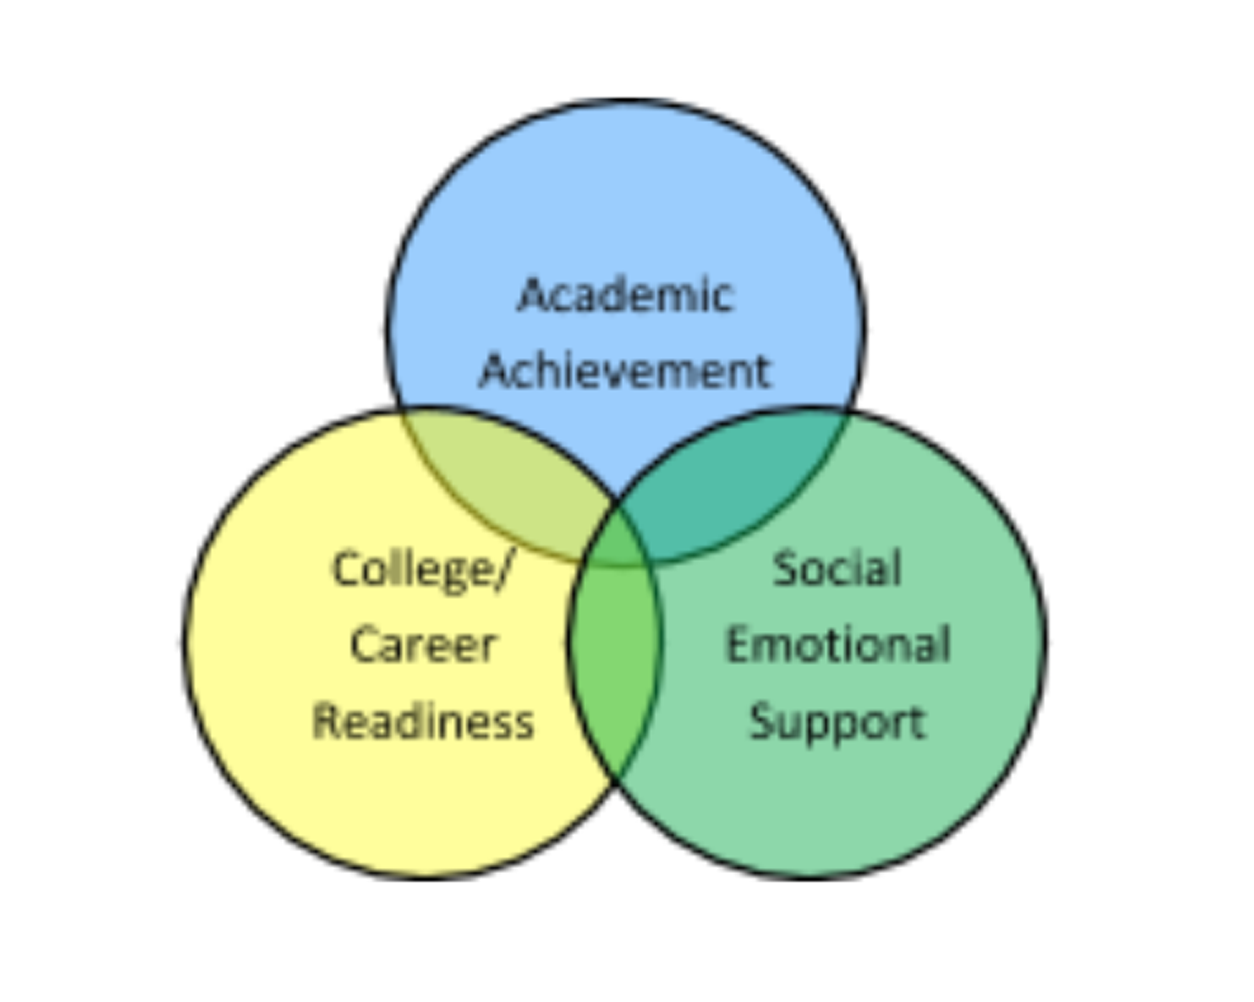 Academic
Achievement
College/
Career
Readiness
Social
Emotional
Support